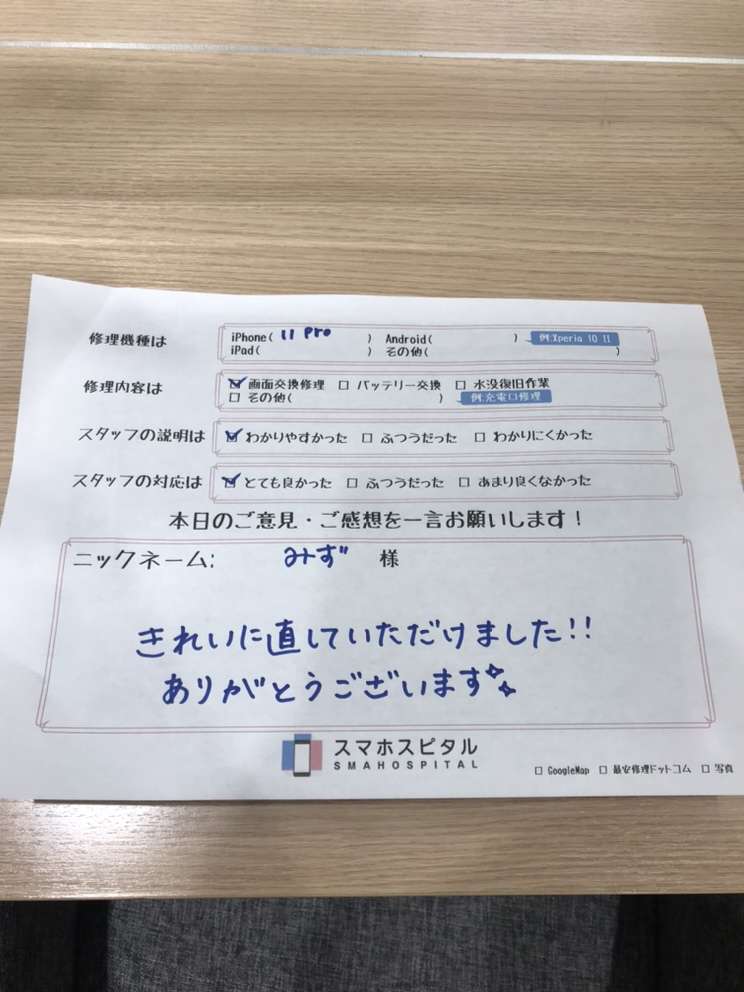 修理機種は
iPhone( 11 Pro ) Android( ) 例:Xperia 10 II
iPad( ) その他( )
修理内容は
☑ 画面交換修理 □ バッテリー交換 □ 水没復旧作業
□ その他( ) 例:充電口修理
スタッフの説明は ☑ わかりやすかった □ ふつうだった □ わかりにくかった
スタッフの対応は ☑ とても良かった □ ふつうだった □ あまり良くなかった
本日のご意見・ご感想を一言お願いします!
ニックネーム: みず 様
きれいに直していただけました!!
ありがとうございます
スマホスピタル
SMAHOSPITAL
□ GoogleMap □ 最安修理ドットコム □ 写真